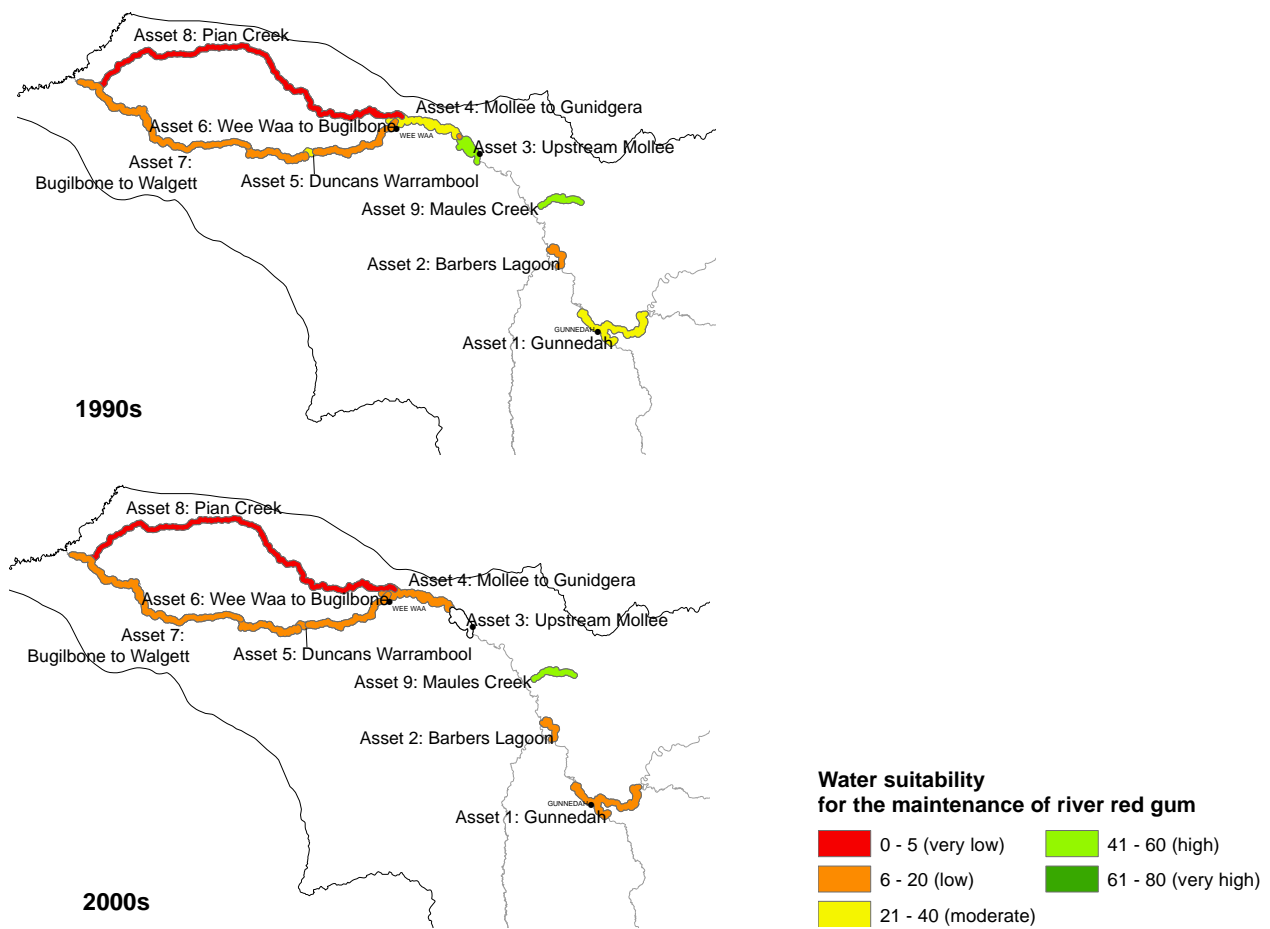 Asset 8: Pian Creek
Asset 4: Mollee to Gunidgera
Asset 6: Wee Waa to Bugilbone
WEE WAA
Asset 3: Upstream Mollee
Asset 7:
Bugilbone to Walgett
Asset 5: Duncans Warrambool
Asset 9: Maules Creek
Asset 2: Barbers Lagoon
GUNNEDAH
Asset 1: Gunnedah
1990s
Asset 8: Pian Creek
Asset 4: Mollee to Gunidgera
Asset 6: Wee Waa to Bugilbone
WEE WAA
Asset 3: Upstream Mollee
Asset 7:
Bugilbone to Walgett
Asset 5: Duncans Warrambool
Asset 9: Maules Creek
Asset 2: Barbers Lagoon
GUNNEDAH
Asset 1: Gunnedah
2000s
Water suitability
for the maintenance of river red gum
0 - 5 (very low)
6 - 20 (low)
21 - 40 (moderate)
41 - 60 (high)
61 - 80 (very high)